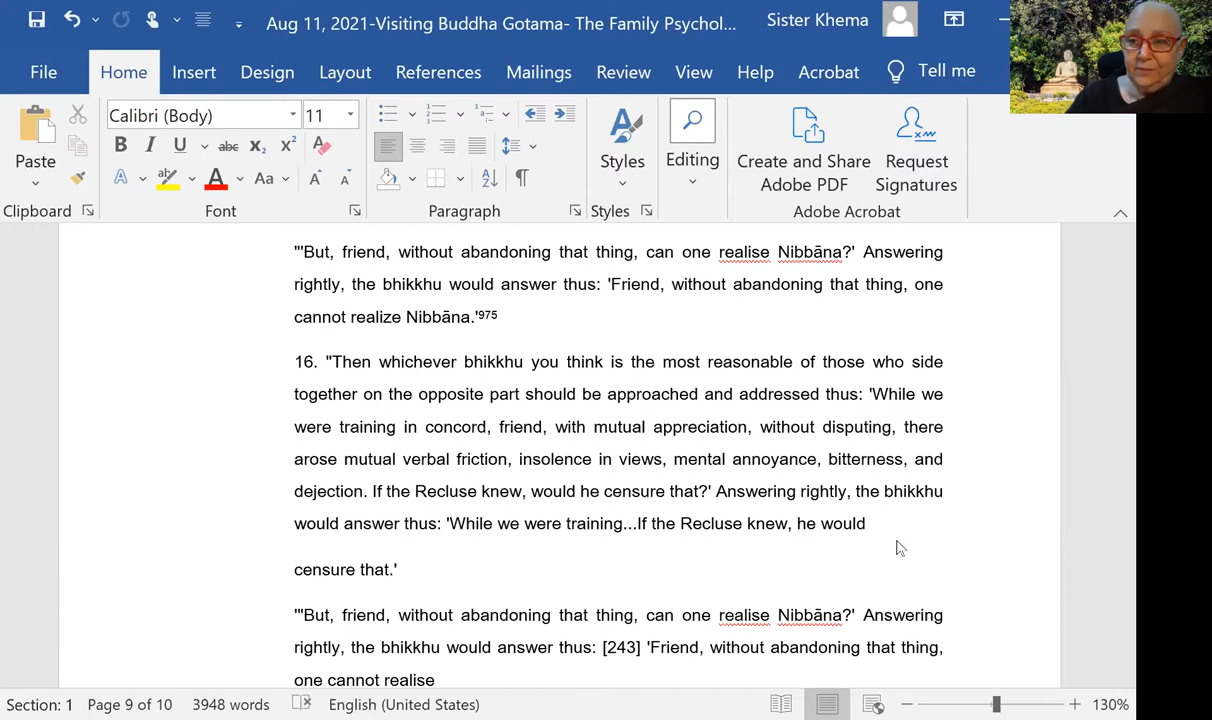 Aug 11, 2021-Visiting Buddha Gotama- The Family Psychol...
Sister Khema
File Home Insert Design Layout References Mailings Review View Help Acrobat Tell me
Calibri (Body) 11
Paste
Styles
Editing
Create and Share Adobe PDF
Request Signatures
Clipboard Font Paragraph Styles Adobe Acrobat
"'But, friend, without abandoning that thing, can one realise Nibbāna?' Answering
rightly, the bhikkhu would answer thus: 'Friend, without abandoning that thing, one
cannot realize Nibbāna.'975
16. "Then whichever bhikkhu you think is the most reasonable of those who side
together on the opposite part should be approached and addressed thus: 'While we
were training in concord, friend, with mutual appreciation, without disputing, there
arose mutual verbal friction, insolence in views, mental annoyance, bitterness, and
dejection. If the Recluse knew, would he censure that?' Answering rightly, the bhikkhu
would answer thus: 'While we were training...If the Recluse knew, he would
censure that.'
"'But, friend, without abandoning that thing, can one realise Nibbāna?' Answering
rightly, the bhikkhu would answer thus: [243] 'Friend, without abandoning that thing,
one cannot realise
Section: 1 Page 9 of 10 3948 words English (United States) 130%